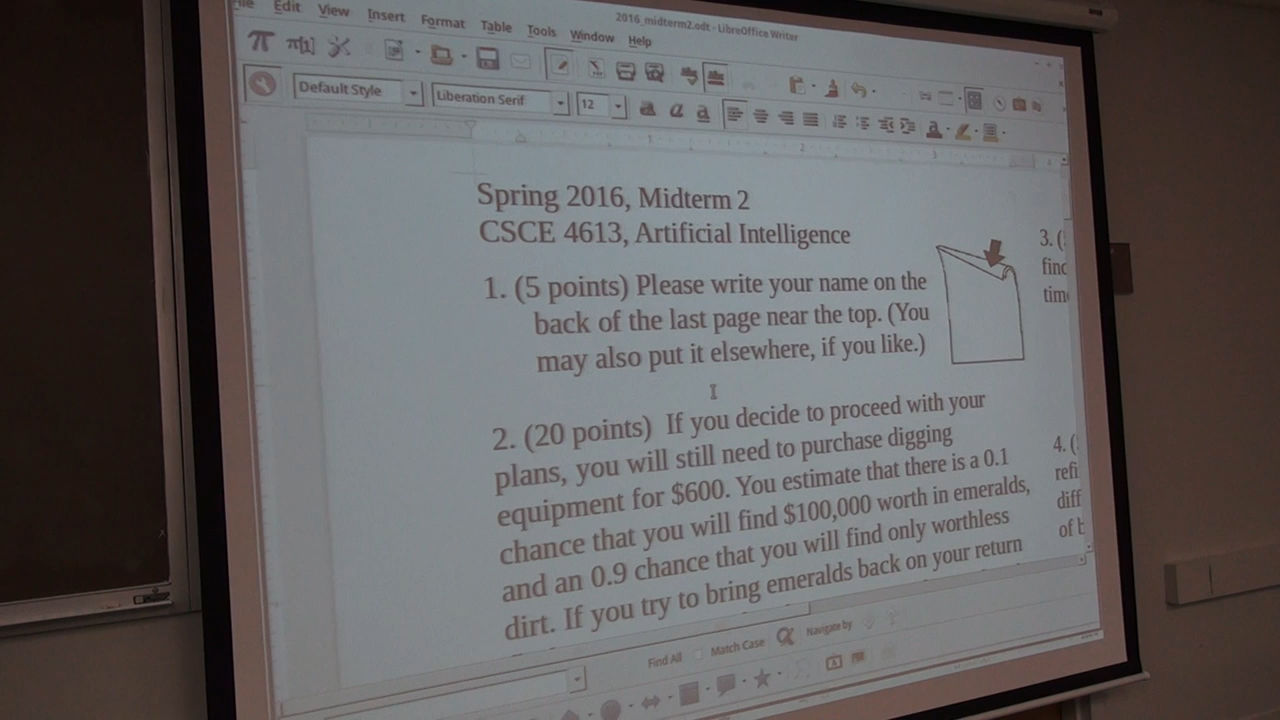 Edit View Insert Format Table Tools Window Help
2016_midterm2.odt - LibreOffice Writer
Default Style
Liberation Serif
12
1 2 3
Spring 2016, Midterm 2
CSCE 4613, Artificial Intelligence
1. (5 points) Please write your name on the
back of the last page near the top. (You
may also put it elsewhere, if you like.)
2. (20 points) If you decide to proceed with your
plans, you will still need to purchase digging
equipment for $600. You estimate that there is a 0.1
chance that you will find $100,000 worth in emeralds,
and an 0.9 chance that you will find only worthless
dirt. If you try to bring emeralds back on your return
3. (
4. (
of
Find All Match Case Navigate by